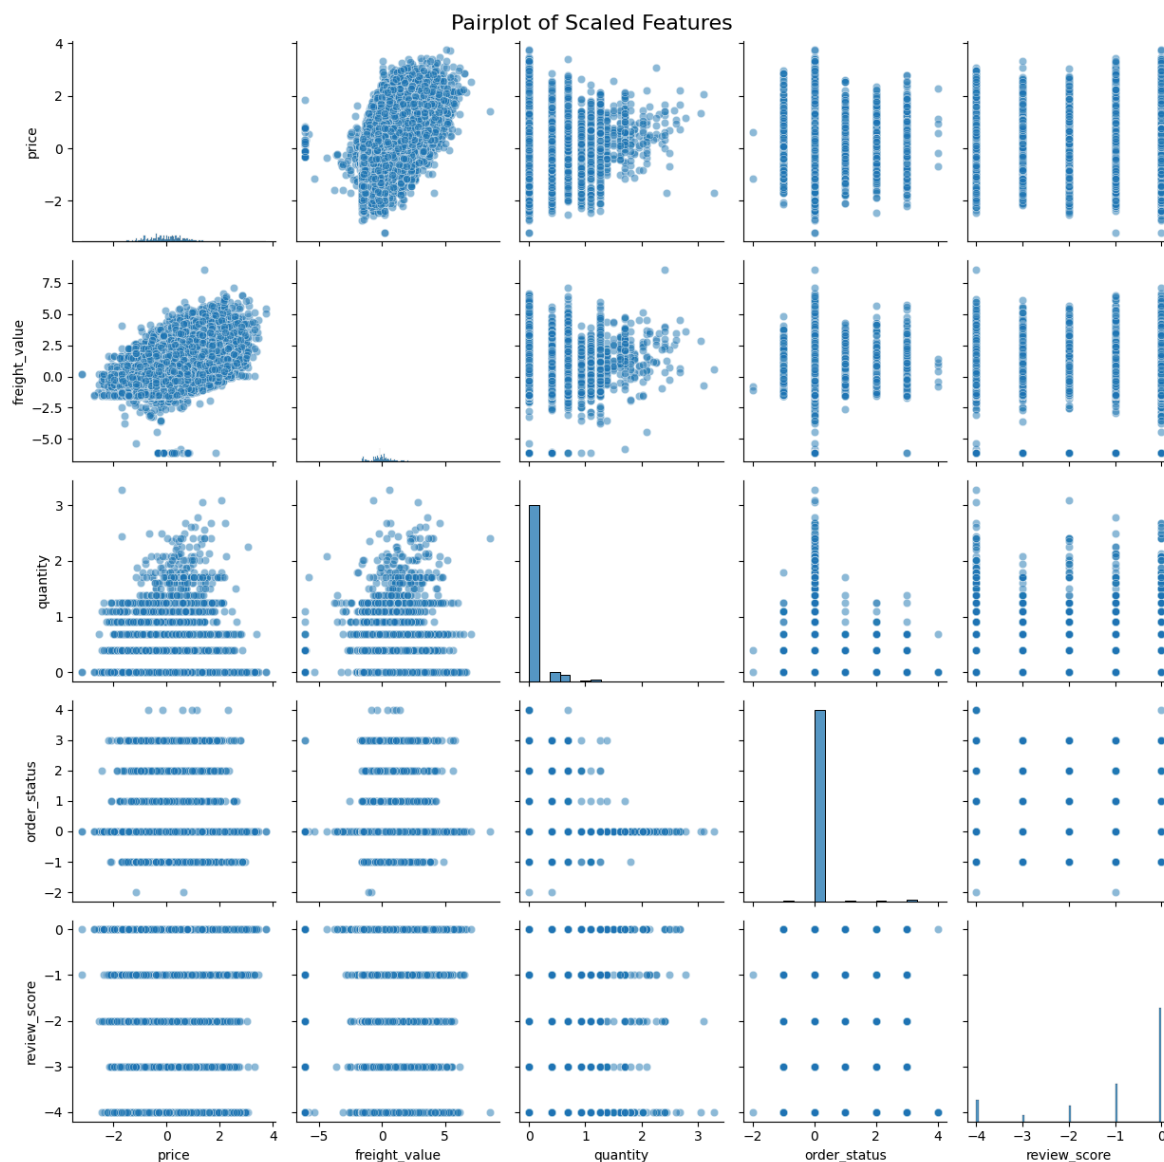 Pairplot of Scaled Features
4
2
0
−2
price
7.5
5.0
2.5
0.0
−2.5
−5.0
freight_value
3
2
1
0
quantity
4
3
2
1
0
−1
−2
order_status
0
−1
−2
−3
−4
review_score
−2 0 2 4
−5 0 5
0 1 2 3
−2 0 2 4
−4 −3 −2 −1 0
price freight_value quantity order_status review_score